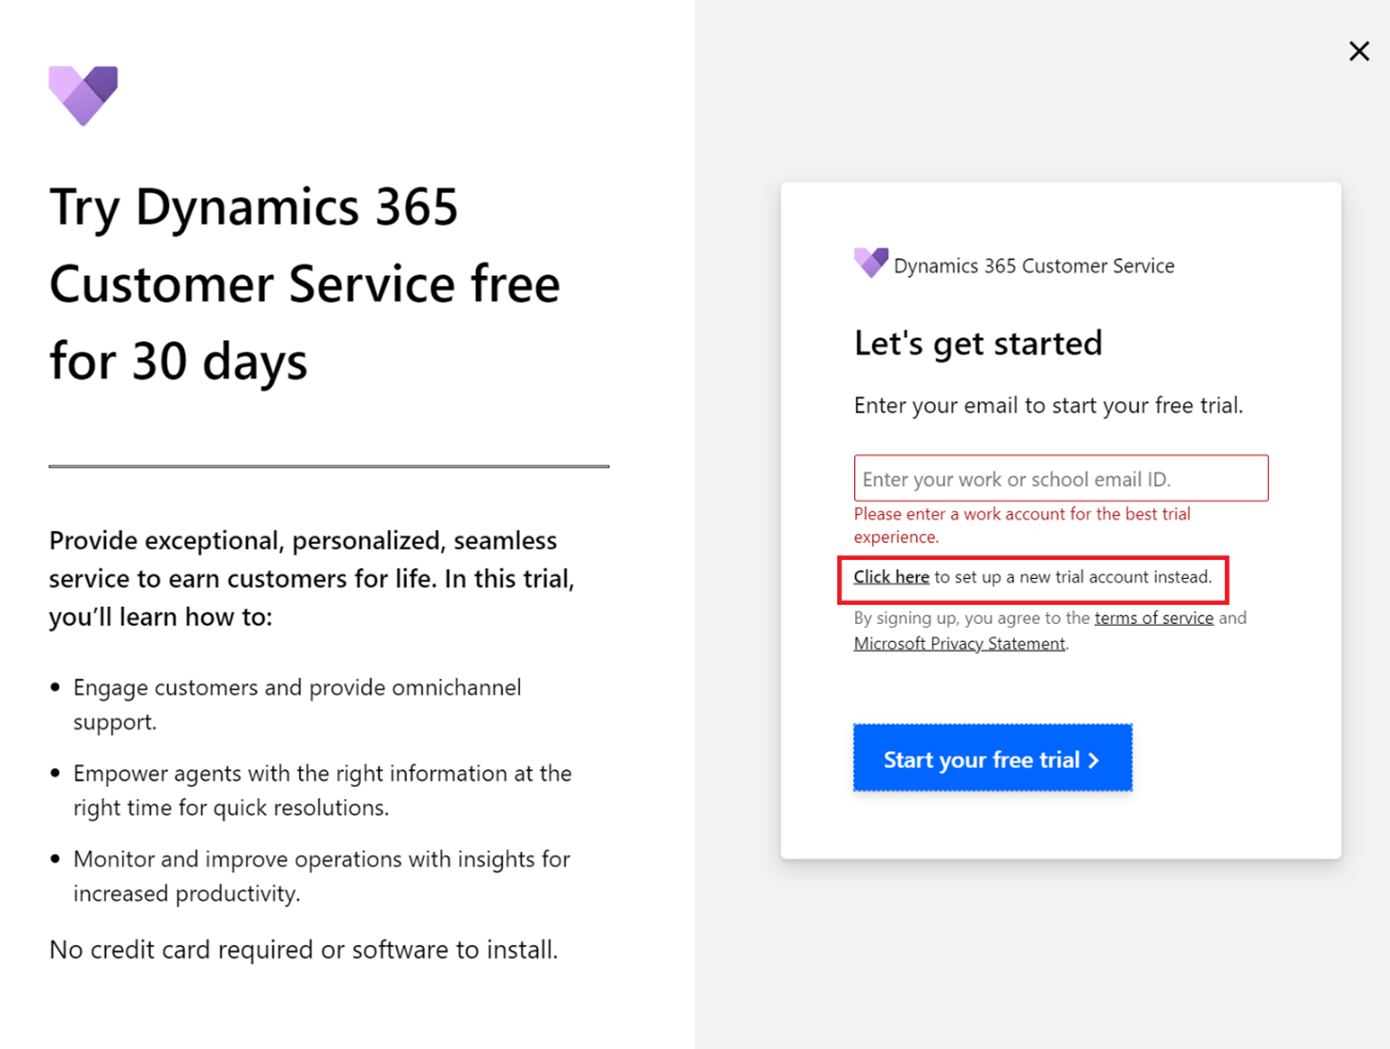 Try Dynamics 365
Customer Service free
for 30 days
Provide exceptional, personalized, seamless
service to earn customers for life. In this trial,
you’ll learn how to:
• Engage customers and provide omnichannel
support.
• Empower agents with the right information at the
right time for quick resolutions.
• Monitor and improve operations with insights for
increased productivity.
No credit card required or software to install.
Dynamics 365 Customer Service
Let's get started
Enter your email to start your free trial.
Enter your work or school email ID.
Please enter a work account for the best trial
experience.
Click here to set up a new trial account instead.
By signing up, you agree to the terms of service and
Microsoft Privacy Statement.
Start your free trial >